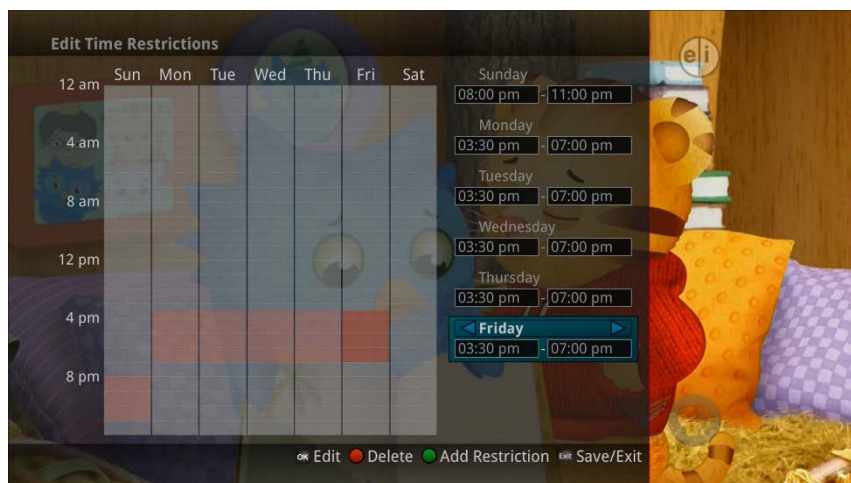 Edit Time Restrictions
eli
Sun Mon Tue Wed Thu Fri Sat
12 am
4 am
8 am
12 pm
4 pm
8 pm
Sunday
08:00 pm - 11:00 pm
Monday
03:30 pm - 07:00 pm
Tuesday
03:30 pm - 07:00 pm
Wednesday
03:30 pm - 07:00 pm
Thursday
03:30 pm - 07:00 pm
Friday
03:30 pm - 07:00 pm
OK Edit Delete Add Restriction Exit Save/Exit